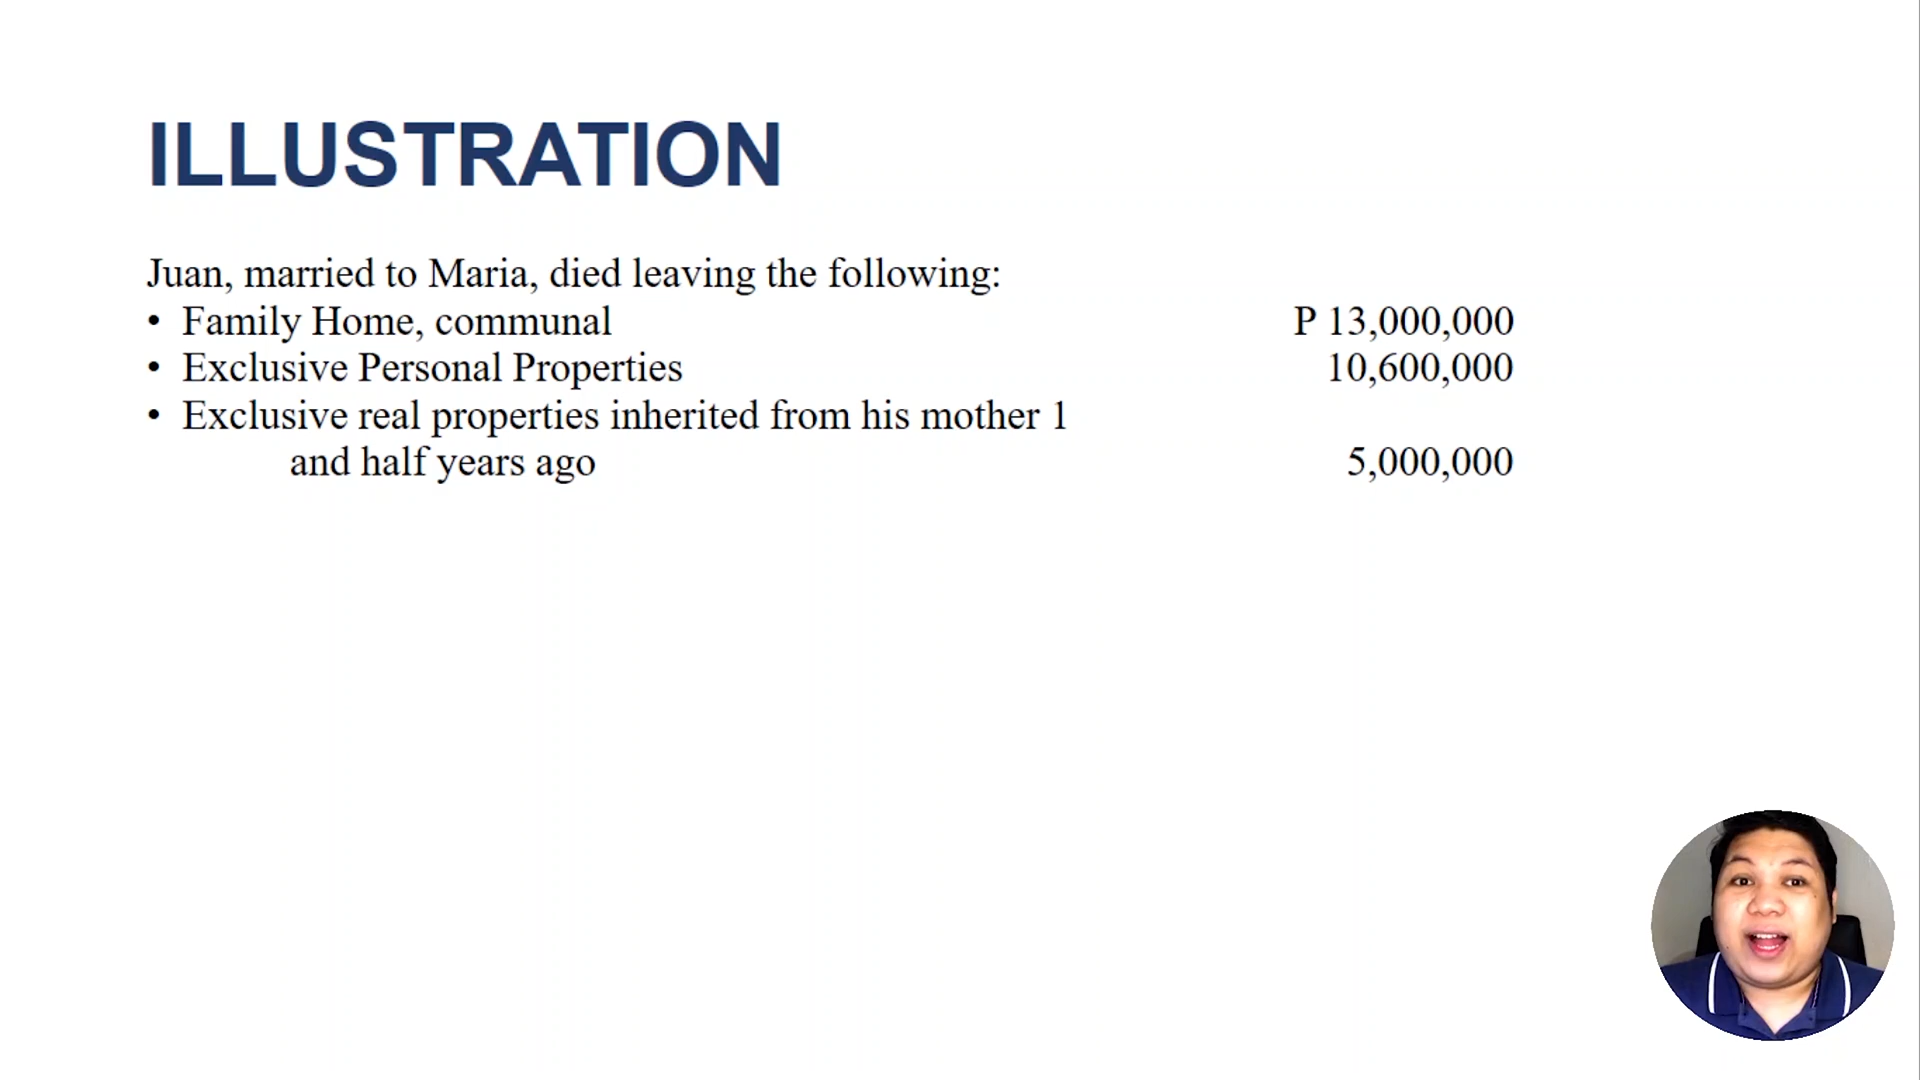 ILLUSTRATION
Juan, married to Maria, died leaving the following:
• Family Home, communal P 13,000,000
• Exclusive Personal Properties 10,600,000
• Exclusive real properties inherited from his mother 1
and half years ago 5,000,000